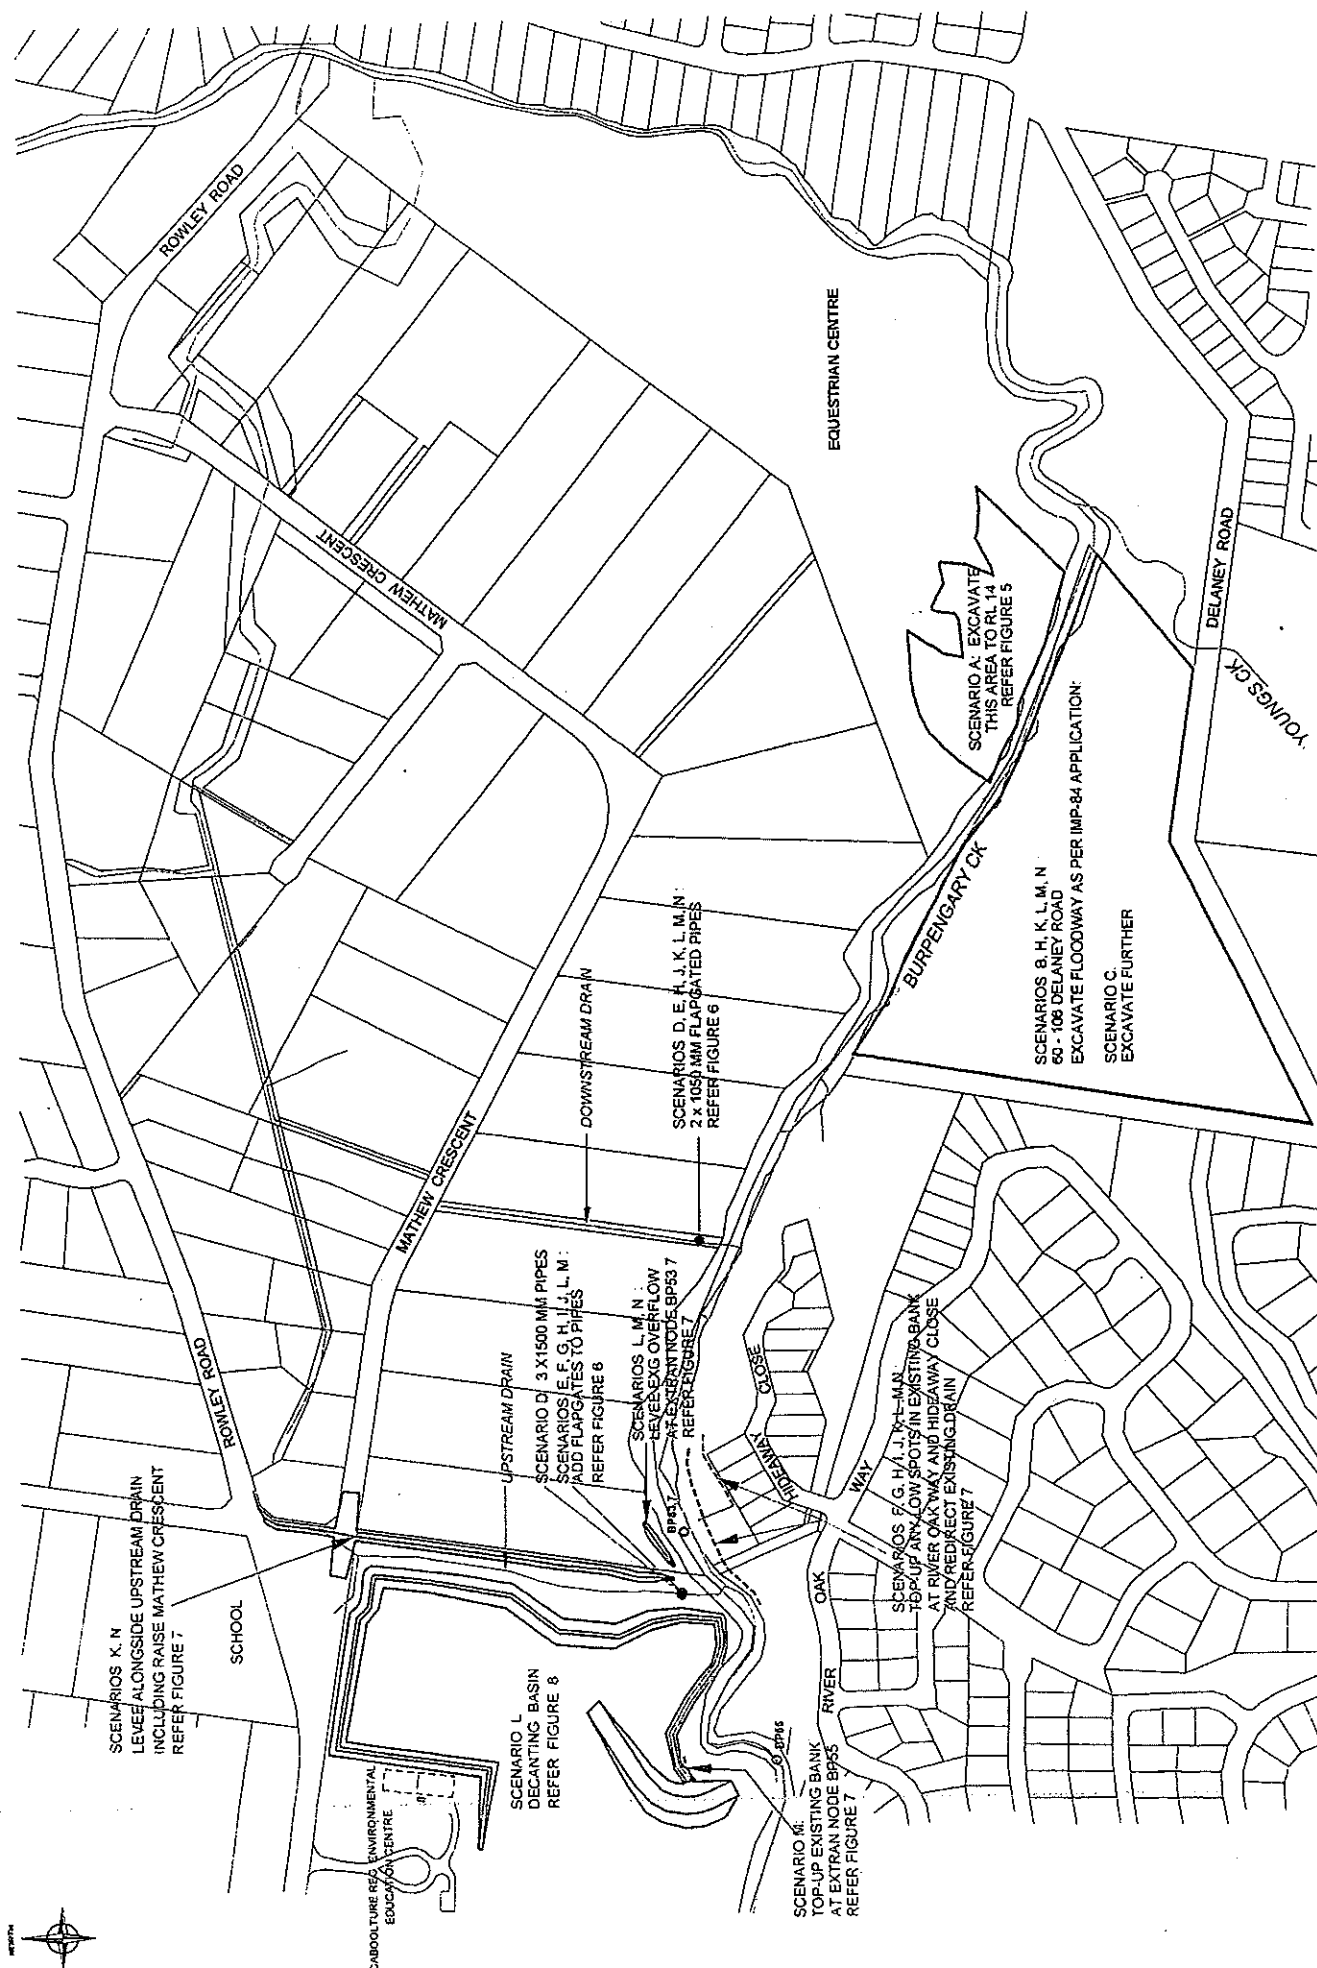 NORTH
SCENARIOS K, N
LEVEE ALONGSIDE UPSTREAM DRAIN
INCLUDING RAISE MATHEW CRESCENT
REFER FIGURE 7
SCHOOL
CABOOLTURE REG ENVIRONMENTAL
EDUCATION CENTRE
SCENARIO L
DECANTING BASIN
REFER FIGURE 8
SCENARIO M:
TOP-UP EXISTING BANK
AT EXTRAN NODE BP55
REFER FIGURE 7
ROWLEY ROAD
ROWLEY ROAD
MATHEW CRESCENT
MATHEW CRESCENT
UPSTREAM DRAIN
SCENARIO D: 3 X1500 MM PIPES
SCENARIOS E, F, G, H, I, J, L, M :
ADD FLAPGATES TO PIPES
REFER FIGURE 6
SCENARIOS L, M, N :
LEVEE EXG OVERFLOW
AT EXTRAN NODE BP53.7
REFER FIGURE 7
BP53.7
BP55
DOWNSTREAM DRAIN
SCENARIOS D, E, H, J, K, L, M, N :
2 x 1050 MM FLAPGATED PIPES
REFER FIGURE 6
HIDEAWAY CLOSE
RIVER OAK WAY
SCENARIOS F, G, H, I, J, K, L, M, N :
TOP-UP ANY LOW SPOTS IN EXISTING BANK
AT RIVER OAK WAY AND HIDEAWAY CLOSE
AND REDIRECT EXISTING DRAIN
REFER FIGURE 7
BURPENGARY CK
SCENARIOS B, H, K, L, M, N
60 - 106 DELANEY ROAD
EXCAVATE FLOODWAY AS PER IMP-84 APPLICATION:
SCENARIO C.
EXCAVATE FURTHER
SCENARIO A: EXCAVATE
THIS AREA TO RL 14
REFER FIGURE 5
EQUESTRIAN CENTRE
DELANEY ROAD
YOUNGS CK